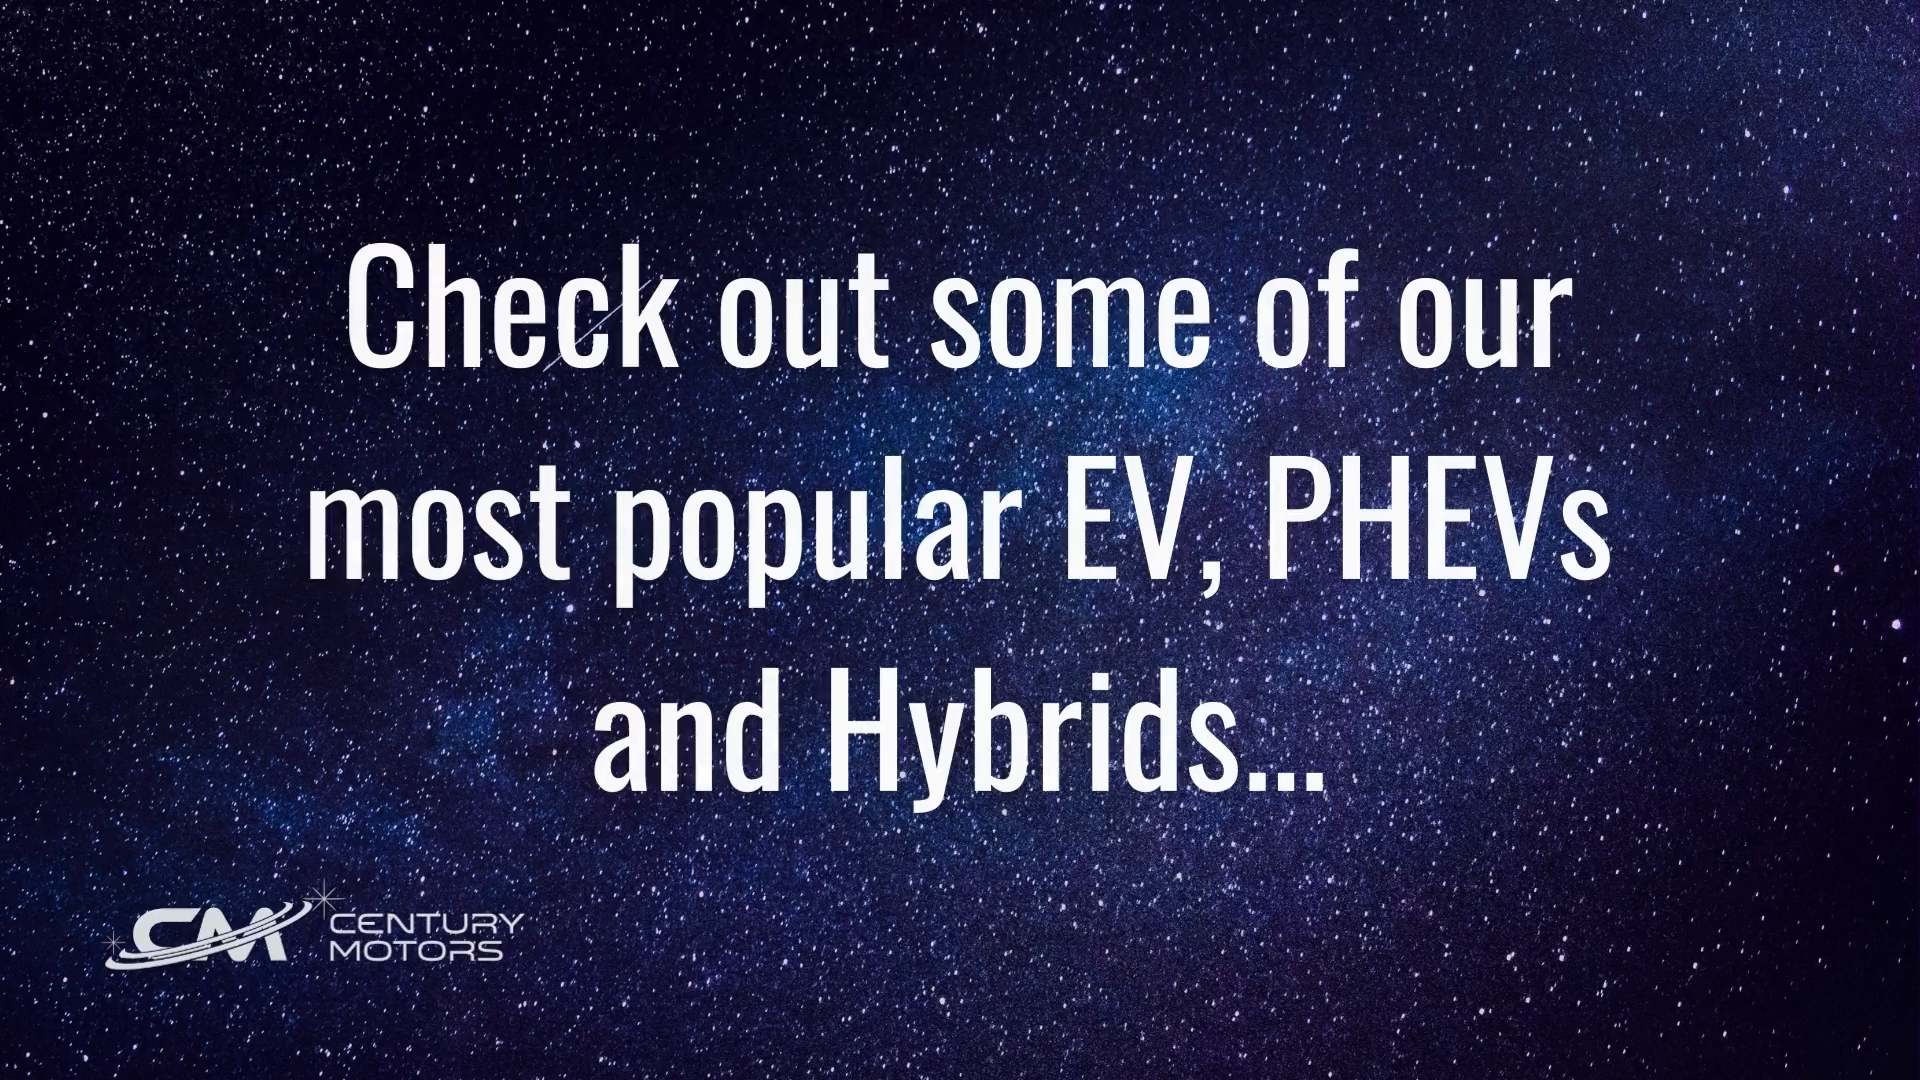 Check out some of our
most popular EV, PHEVs
and Hybrids...
CM CENTURY
MOTORS